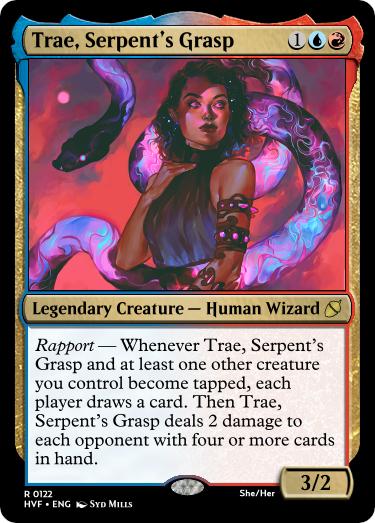 Trae, Serpent's Grasp 1
Legendary Creature — Human Wizard
Rapport — Whenever Trae, Serpent's
Grasp and at least one other creature
you control become tapped, each
player draws a card. Then Trae,
Serpent's Grasp deals 2 damage to
each opponent with four or more cards
in hand.
3/2
R 0122
She/Her
HVF • ENG Syd Mills